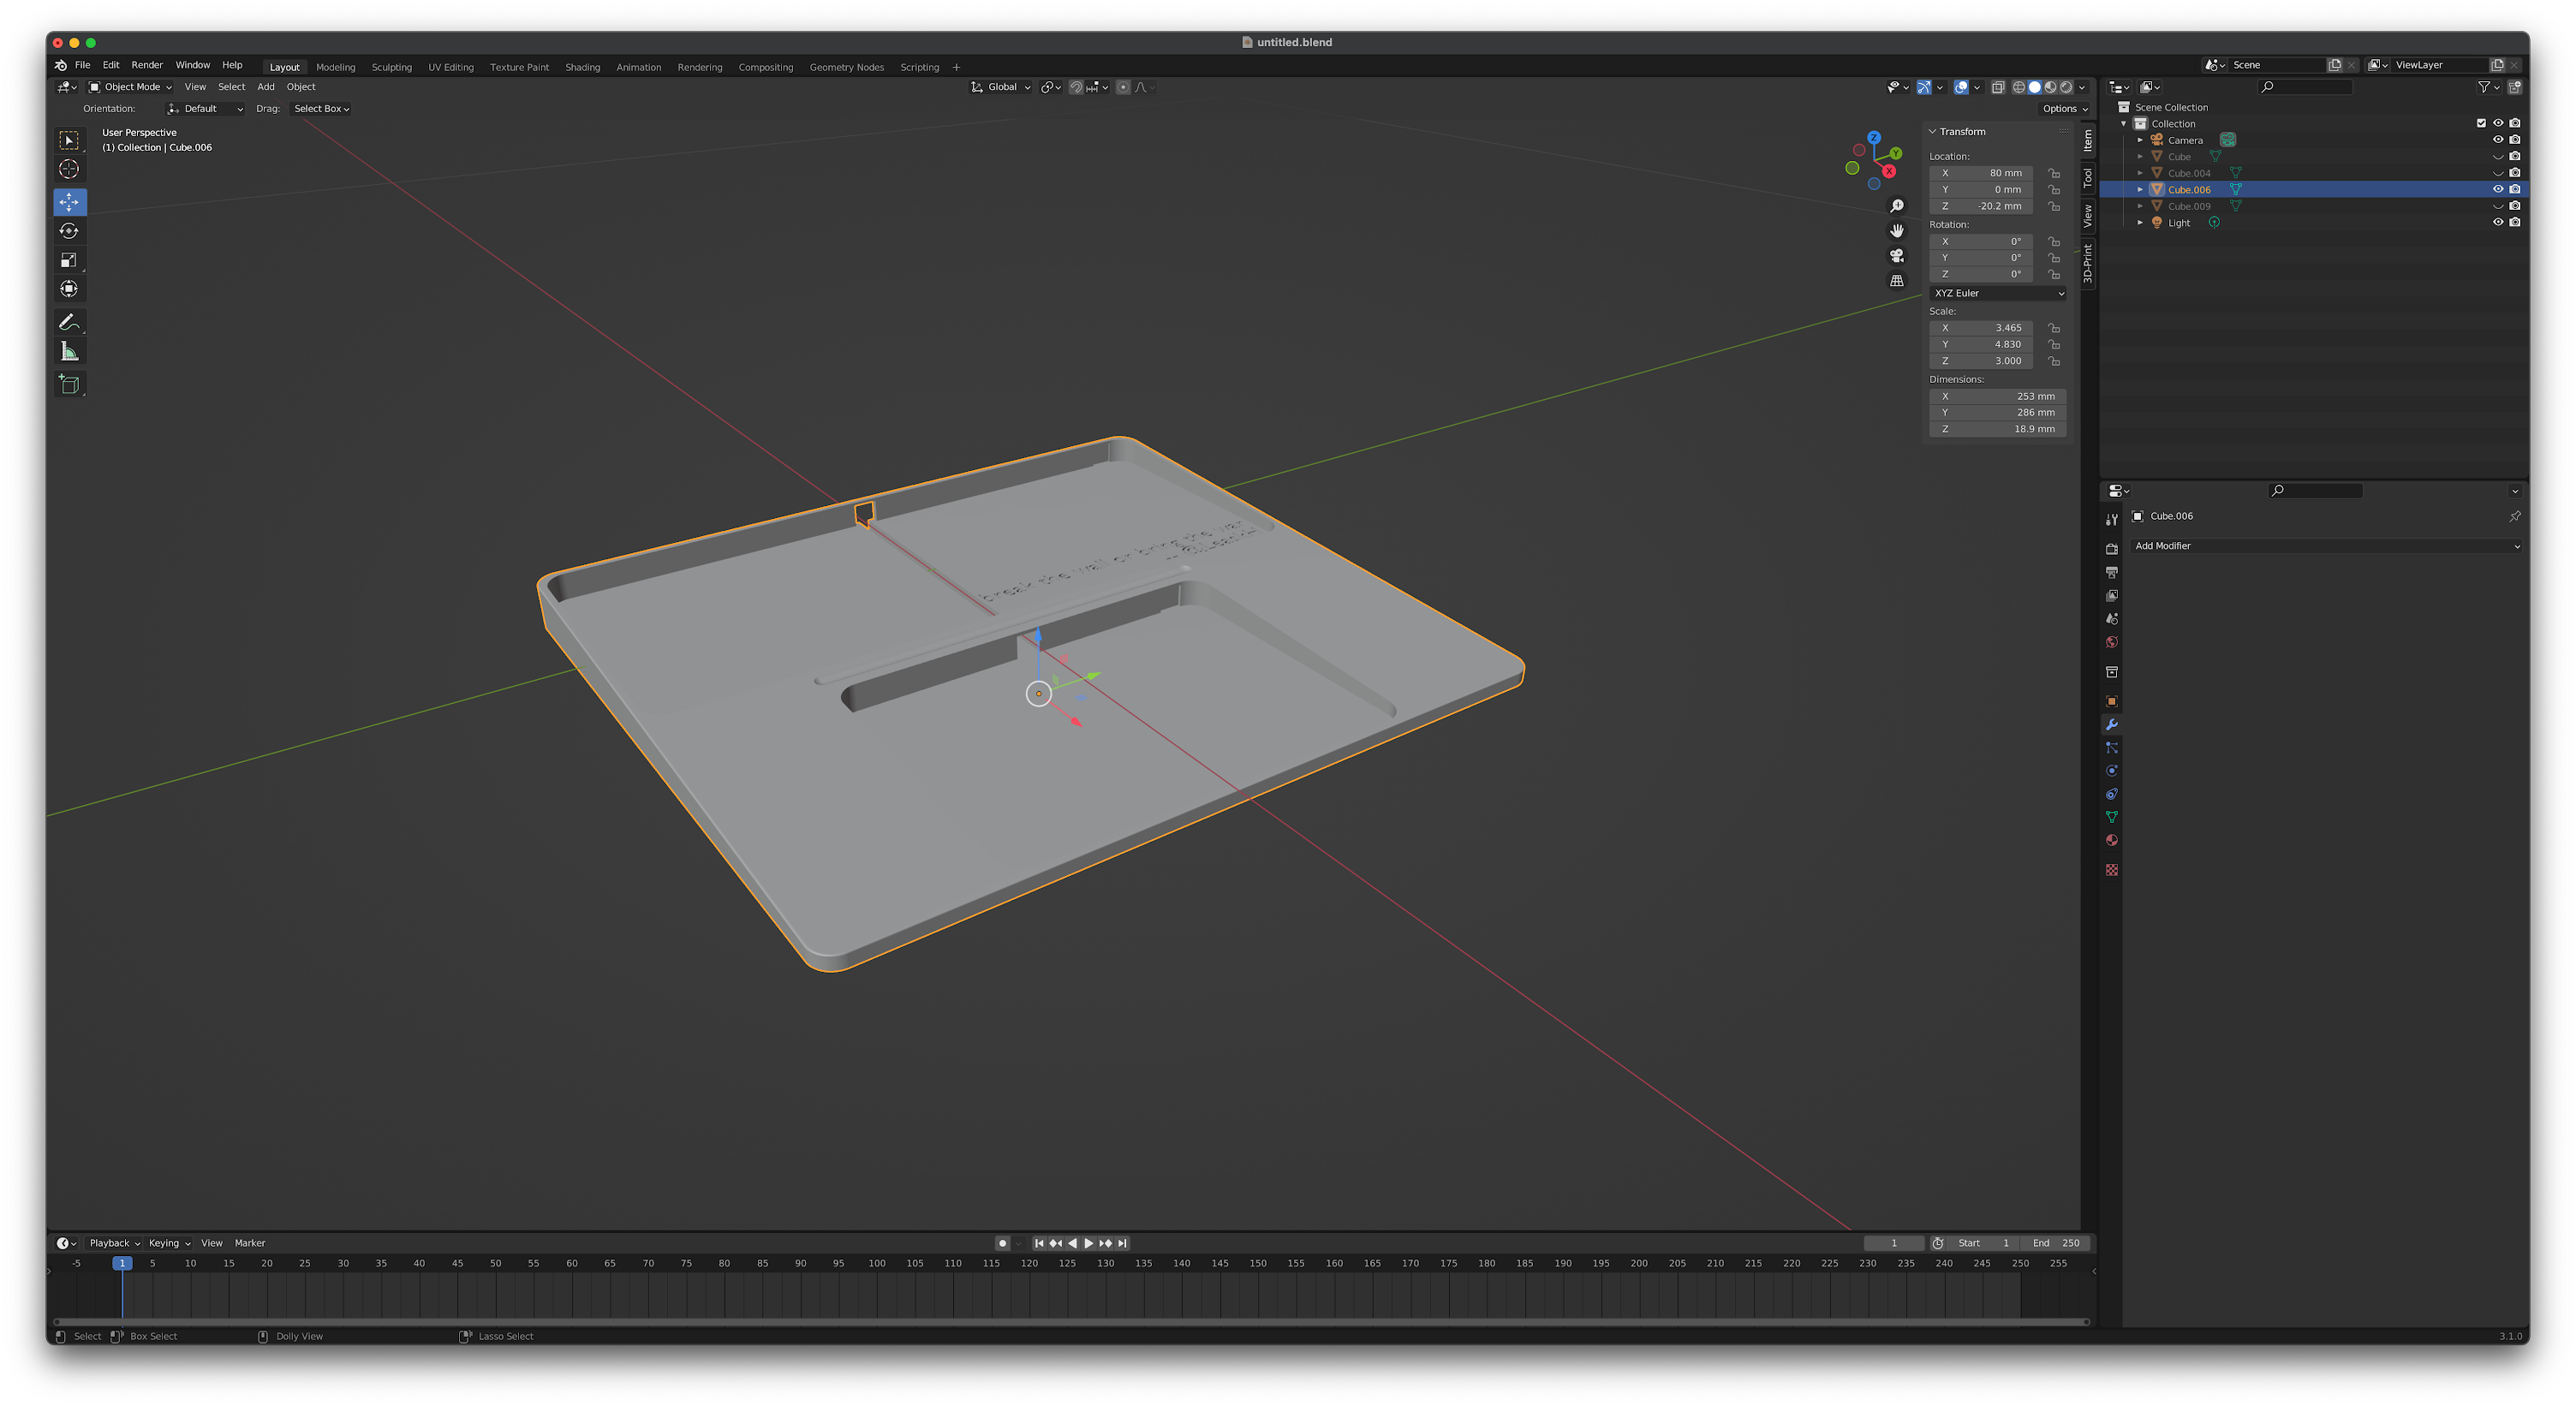 untitled.blend
File Edit Render Window Help Layout Modeling Sculpting UV Editing Texture Paint Shading Animation Rendering Compositing Geometry Nodes Scripting + Scene ViewLayer
Object Mode View Select Add Object Global
Orientation: Default Drag: Select Box Options
User Perspective
(1) Collection | Cube.006
Z
Y
X
Transform
Location:
X 80 mm
Y 0 mm
Z -20.2 mm
Rotation:
X 0°
Y 0°
Z 0°
XYZ Euler
Scale:
X 3.465
Y 4.830
Z 3.000
Dimensions:
X 253 mm
Y 286 mm
Z 18.9 mm
Item
Tool
View
3D-Print
Scene Collection
Collection
Camera
Cube
Cube.004
Cube.006
Cube.009
Light
Cube.006
Add Modifier
break the wall or bring the
Playback Keying View Marker 1 Start 1 End 250
-5 1 5 10 15 20 25 30 35 40 45 50 55 60 65 70 75 80 85 90 95 100 105 110 115 120 125 130 135 140 145 150 155 160 165 170 175 180 185 190 195 200 205 210 215 220 225 230 235 240 245 250 255
Select Box Select Dolly View Lasso Select 3.1.0